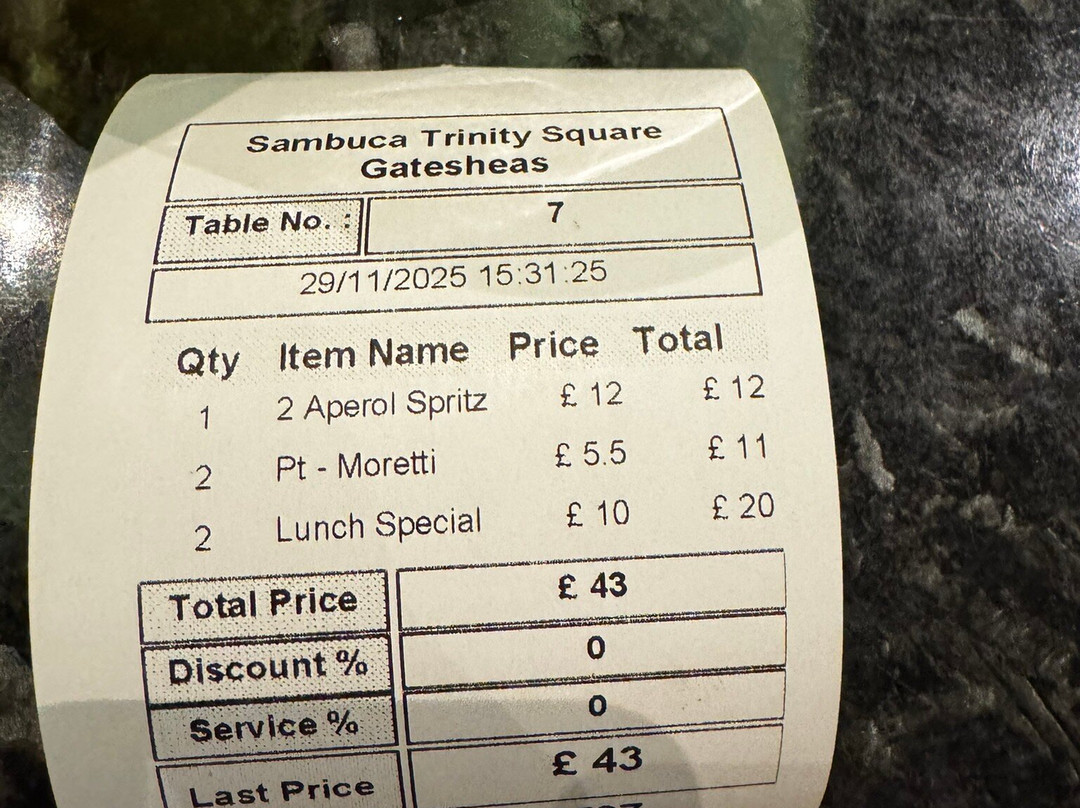 Sambuca Trinity Square
Gatesheas
Table No. : 7
29/11/2025 15:31:25
Qty Item Name Price Total
1 2 Aperol Spritz £ 12 £ 12
2 Pt - Moretti £ 5.5 £ 11
2 Lunch Special £ 10 £ 20
Total Price £ 43
Discount % 0
Service % 0
Last Price £ 43